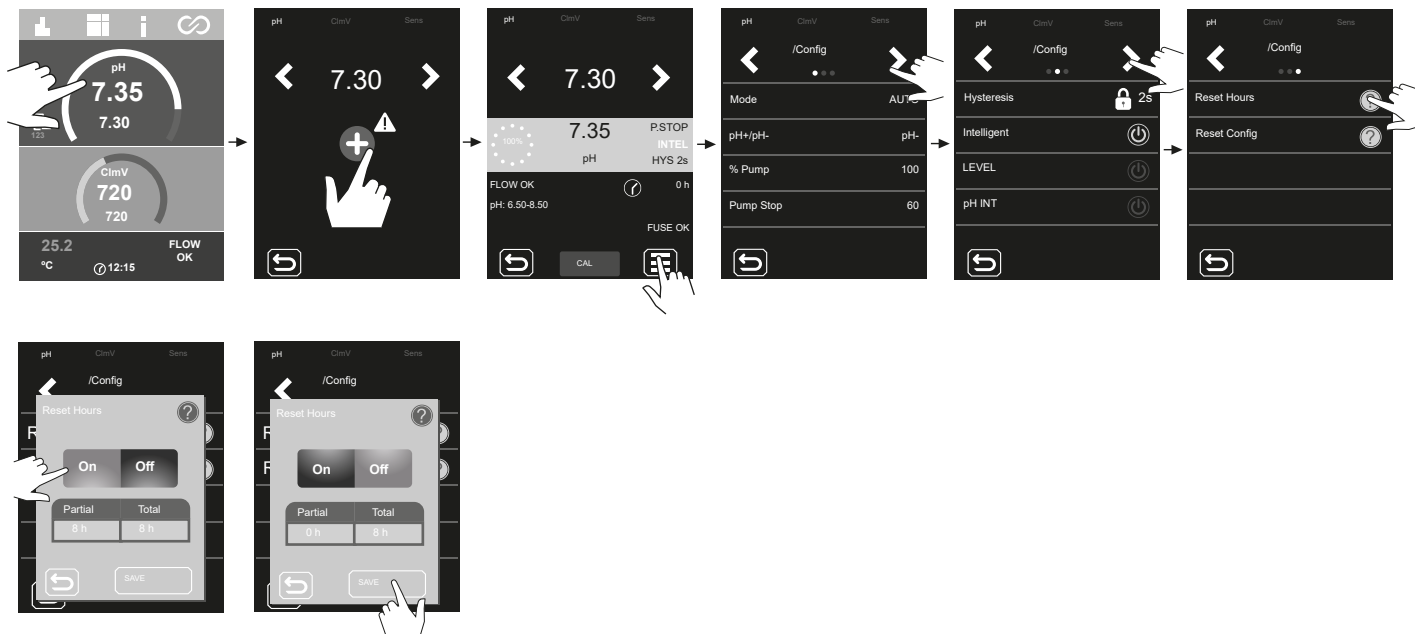 pH
7.35
7.30
123
ClmV
720
720
25.2
ºC
12:15
FLOW
OK
pH ClmV Sens
7.30
pH ClmV Sens
7.30
100%
7.35
pH
P.STOP
INTEL
HYS 2s
FLOW OK
0 h
pH: 6.50-8.50
FUSE OK
CAL
pH ClmV Sens
/Config
Mode AUTO
pH+/pH- pH-
% Pump 100
Pump Stop 60
pH ClmV Sens
/Config
Hysteresis 2s
Intelligent
LEVEL
pH INT
pH ClmV Sens
/Config
Reset Hours ?
Reset Config ?
pH ClmV Sens
/Config
Reset Hours ?
R
On Off
Partial Total
8 h 8 h
SAVE
pH ClmV Sens
/Config
Reset Hours ?
On Off
Partial Total
0 h 8 h
SAVE